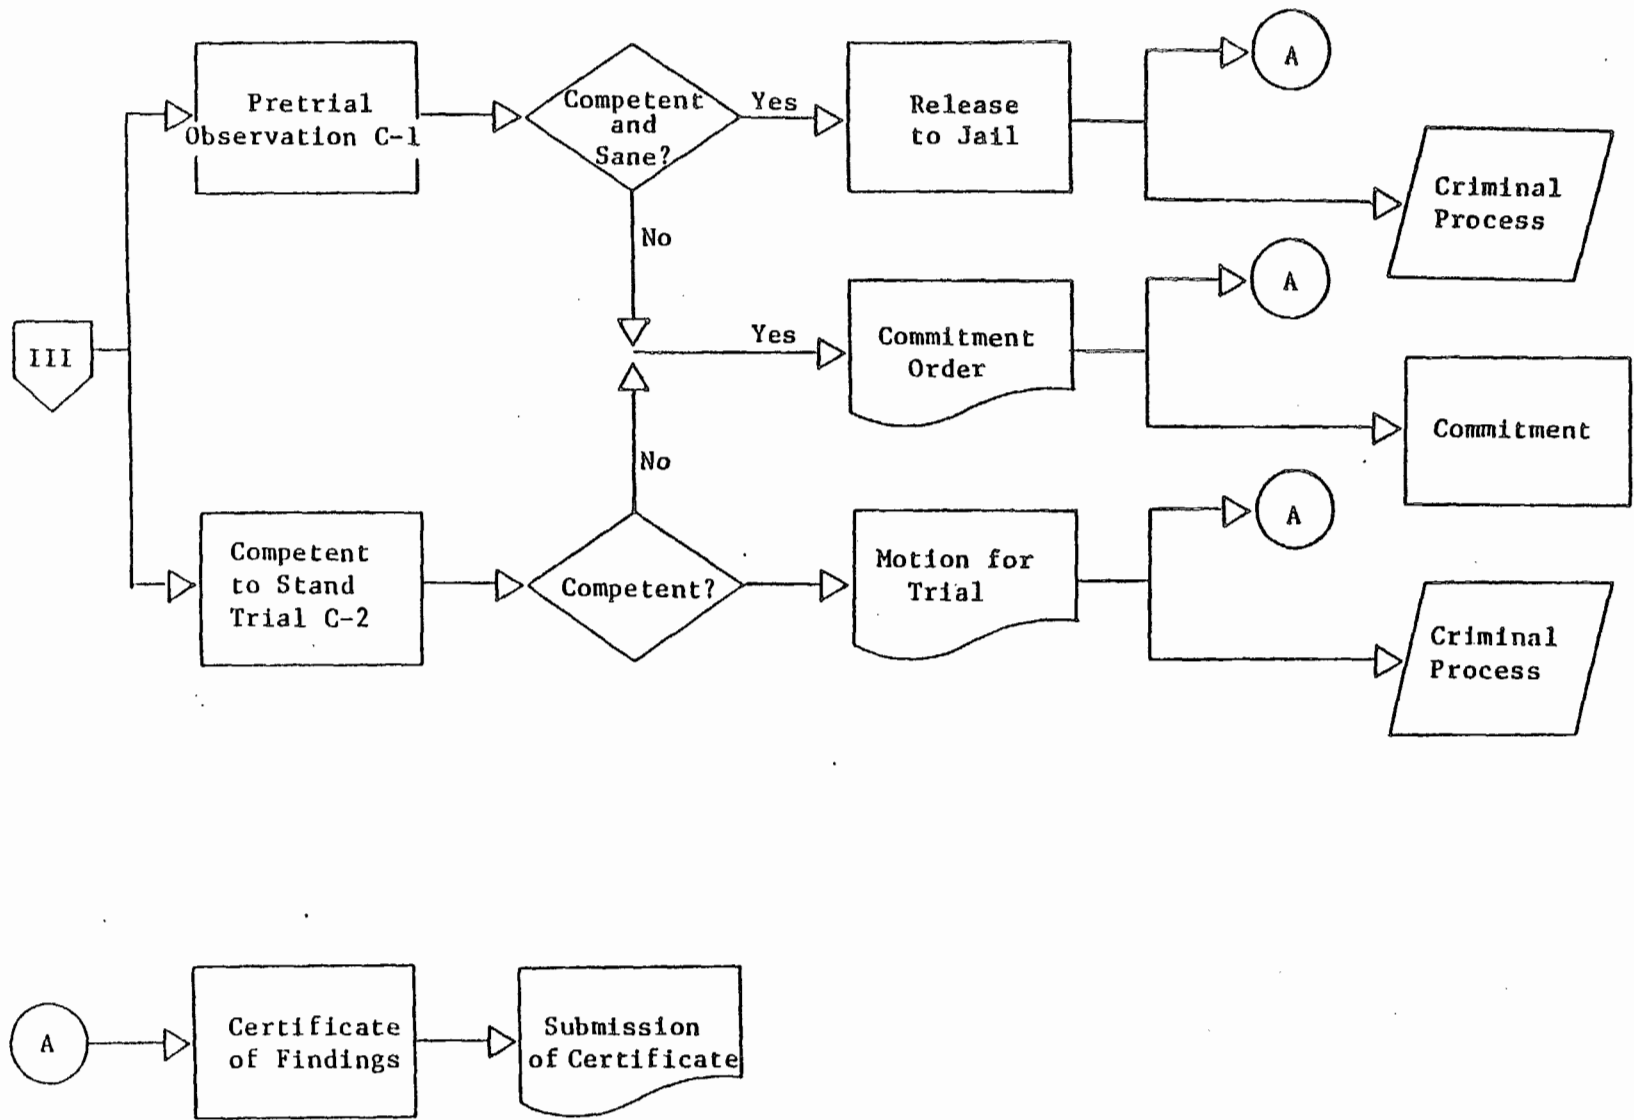 III
Pretrial
Observation C-1
Competent
and
Sane?
Yes
Release
to Jail
A
Criminal
Process
No
Yes
Commitment
Order
A
Commitment
No
Competent
to Stand
Trial C-2
Competent?
Motion for
Trial
A
Criminal
Process
A
Certificate
of Findings
Submission
of Certificate